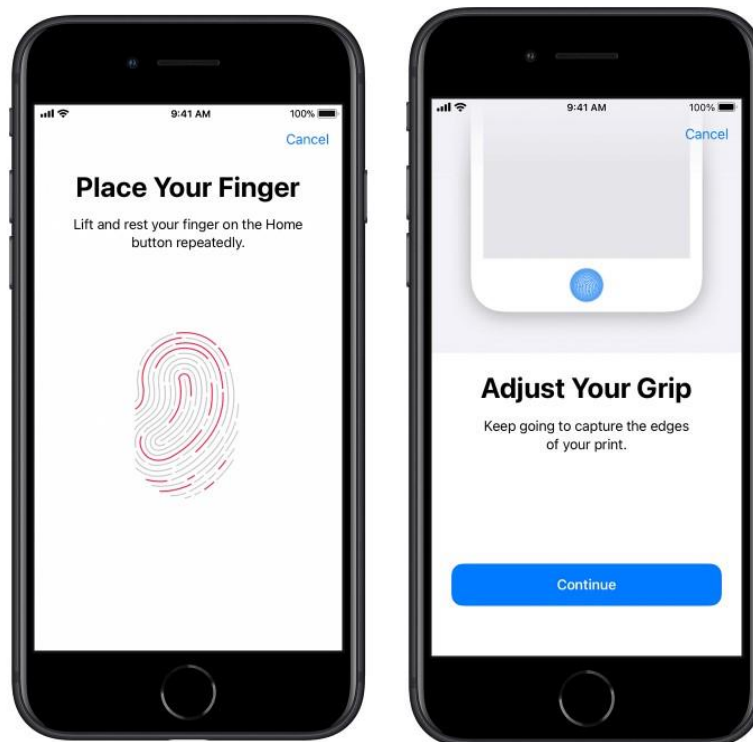 9:41 AM
100%
Cancel
Place Your Finger
Lift and rest your finger on the Home
button repeatedly.
9:41 AM
100%
Cancel
Adjust Your Grip
Keep going to capture the edges
of your print.
Continue